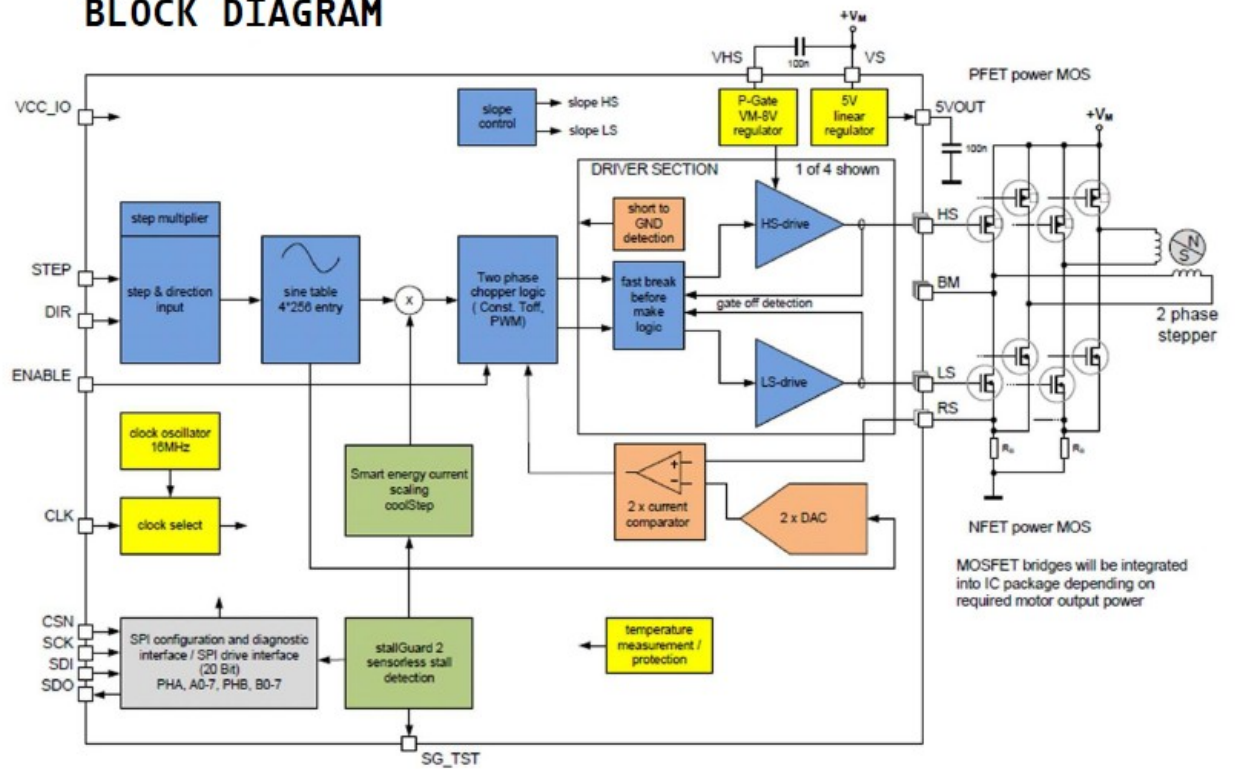 BLOCK DIAGRAM
+VM
VHS
100n
VS
PFET power MOS
VCC_IO
slope
control
slope HS
slope LS
P-Gate
VM-8V
regulator
5V
linear
regulator
5VOUT
100n
+VM
DRIVER SECTION
1 of 4 shown
step multiplier
short to
GND
detection
HS-drive
HS
N
S
STEP
step & direction
input
DIR
sine table
4*256 entry
x
Two phase
chopper logic
( Const. Toff,
PWM)
fast break
before
make
logic
gate off detection
BM
2 phase
stepper
ENABLE
LS-drive
LS
RS
clock oscillator
16MHz
Smart energy current
scaling
coolStep
+
−
2 x current
comparator
2 x DAC
CLK
clock select
NFET power MOS
MOSFET bridges will be integrated
into IC package depending on
required motor output power
CSN
SCK
SDI
SDO
SPI configuration and diagnostic
interface / SPI drive interface
(20 Bit)
PHA, A0-7, PHB, B0-7
stallGuard 2
sensorless stall
detection
temperature
measurement /
protection
SG_TST